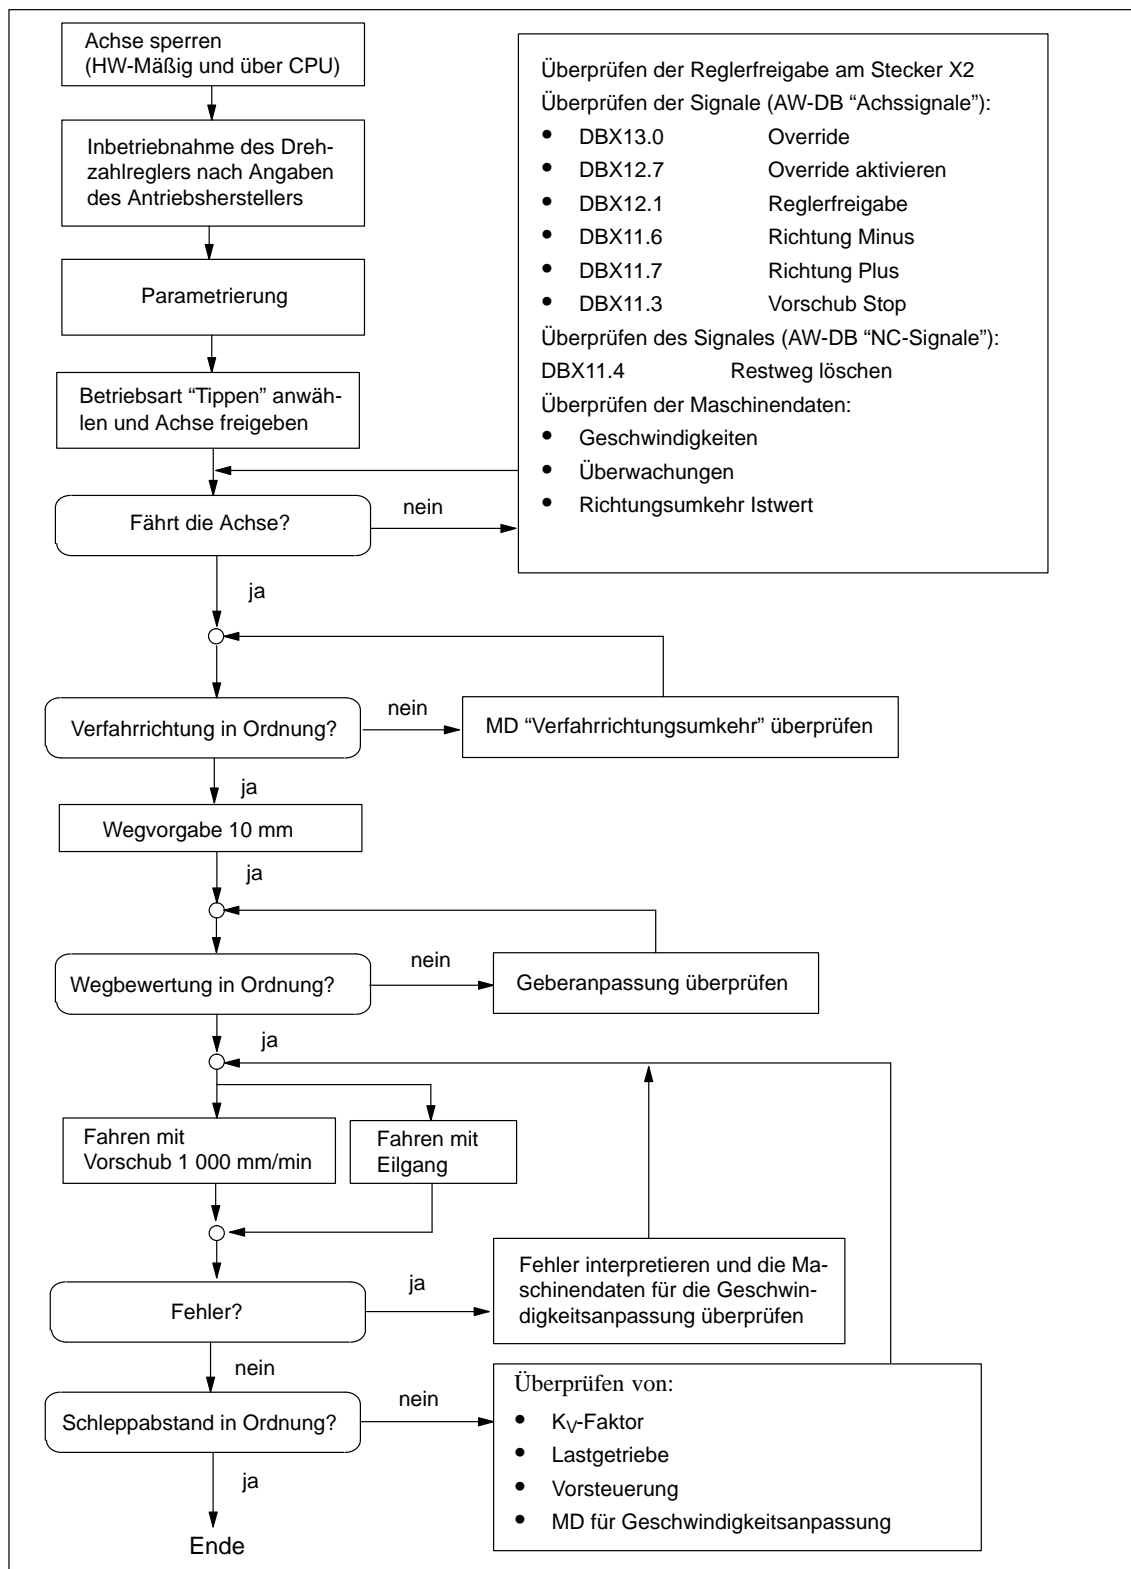 Achse sperren
(HW-Mäßig und über CPU)
Inbetriebnahme des Dreh-
zahlreglers nach Angaben
des Antriebsherstellers
Parametrierung
Betriebsart “Tippen” anwäh-
len und Achse freigeben
Überprüfen der Reglerfreigabe am Stecker X2
Überprüfen der Signale (AW-DB “Achssignale”):
• DBX13.0 Override
• DBX12.7 Override aktivieren
• DBX12.1 Reglerfreigabe
• DBX11.6 Richtung Minus
• DBX11.7 Richtung Plus
• DBX11.3 Vorschub Stop
Überprüfen des Signales (AW-DB “NC-Signale”):
DBX11.4 Restweg löschen
Überprüfen der Maschinendaten:
• Geschwindigkeiten
• Überwachungen
• Richtungsumkehr Istwert
Fährt die Achse?
nein
ja
Verfahrrichtung in Ordnung?
nein
MD “Verfahrrichtungsumkehr” überprüfen
ja
Wegvorgabe 10 mm
ja
Wegbewertung in Ordnung?
nein
Geberanpassung überprüfen
ja
Fahren mit
Vorschub 1 000 mm/min
Fahren mit
Eilgang
Fehler?
ja
Fehler interpretieren und die Ma-
schinendaten für die Geschwin-
digkeitsanpassung überprüfen
nein
Schleppabstand in Ordnung?
nein
Überprüfen von:
• KV-Faktor
• Lastgetriebe
• Vorsteuerung
• MD für Geschwindigkeitsanpassung
ja
Ende